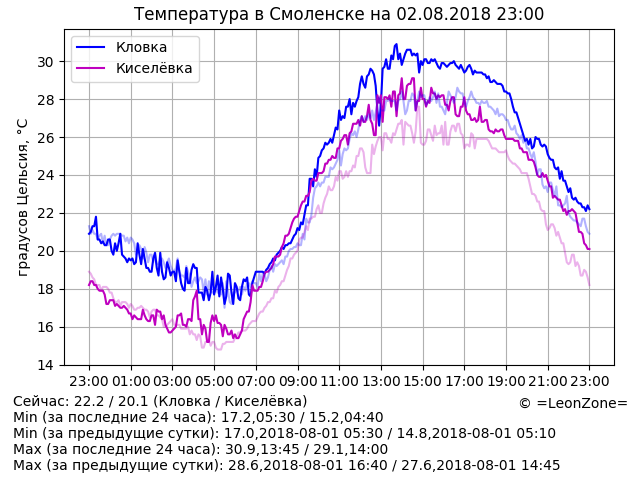 Температура в Смоленске на 02.08.2018 23:00
Кловка
Киселёвка
градусов Цельсия, °C
30
28
26
24
22
20
18
16
14
23:00 01:00 03:00 05:00 07:00 09:00 11:00 13:00 15:00 17:00 19:00 21:00 23:00
Сейчас: 22.2 / 20.1 (Кловка / Киселёвка)
© =LeonZone=
Min (за последние 24 часа): 17.2,05:30 / 15.2,04:40
Min (за предыдущие сутки): 17.0,2018-08-01 05:30 / 14.8,2018-08-01 05:10
Max (за последние 24 часа): 30.9,13:45 / 29.1,14:00
Max (за предыдущие сутки): 28.6,2018-08-01 16:40 / 27.6,2018-08-01 14:45